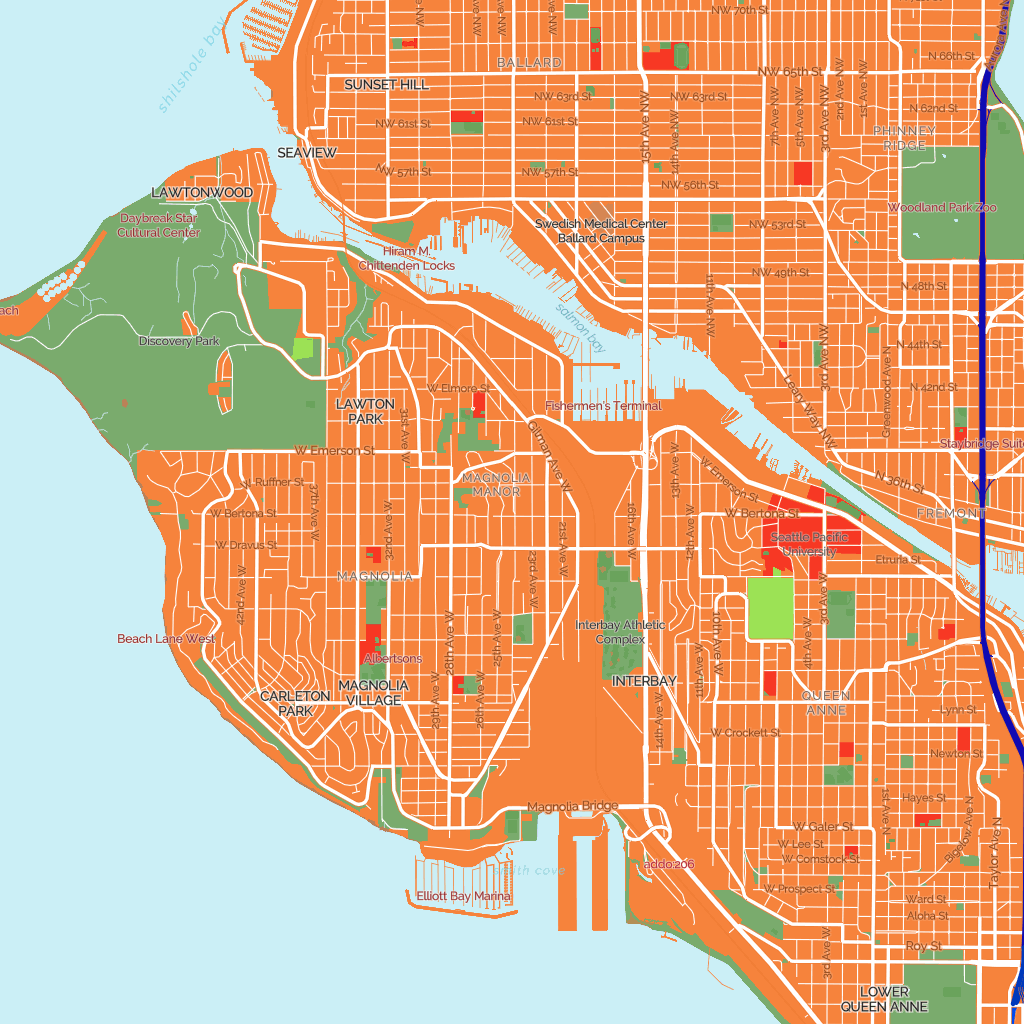 NW 70th St
Aurora Ave N
shilshole bay
BALLARD
N 66th St
NW 65th St
SUNSET HILL
NW 63rd St
NW 63rd St
2nd Ave NW
1st Ave NW
7th Ave NW
5th Ave NW
3rd Ave NW
N 62nd St
15th Ave NW
14th Ave NW
NW 61st St
NW 61st St
PHINNEY
RIDGE
SEAVIEW
NW 57th St
NW 57th St
NW 56th St
LAWTONWOOD
Woodland Park Zoo
Daybreak Star
Cultural Center
Swedish Medical Center
Ballard Campus
NW 53rd St
Hiram M.
Chittenden Locks
NW 49th St
N 48th St
11th Ave NW
ach
salmon bay
Discovery Park
N 44th St
3rd Ave NW
Greenwood Ave N
W Elmore St
N 42nd St
LAWTON
PARK
Fishermen's Terminal
Leary Way NW
31st Ave W
Gilman Ave W
Staybridge Suite
W Emerson St
13th Ave W
W Emerson St
N 36th St
W Ruffner St
MAGNOLIA
MANOR
37th Ave W
W Bertona St
W Bertona St
FREMONT
32nd Ave W
21st Ave W
16th Ave W
12th Ave W
W Dravus St
Seattle Pacific
University
Etruria St
MAGNOLIA
23rd Ave W
42nd Ave W
3rd Ave W
Beach Lane West
Interbay Athletic
Complex
28th Ave W
25th Ave W
10th Ave W
4th Ave W
Albertsons
11th Ave W
INTERBAY
MAGNOLIA
VILLAGE
CARLETON
PARK
QUEEN
ANNE
29th Ave W
26th Ave W
14th Ave W
Lynn St
W Crockett St
Newton St
Magnolia Bridge
Hayes St
1st Ave N
W Galer St
Bigelow Ave N
Taylor Ave N
W Lee St
W Comstock St
addo:206
smith cove
W Prospect St
Elliott Bay Marina
Ward St
Aloha St
3rd Ave W
Roy St
LOWER
QUEEN ANNE